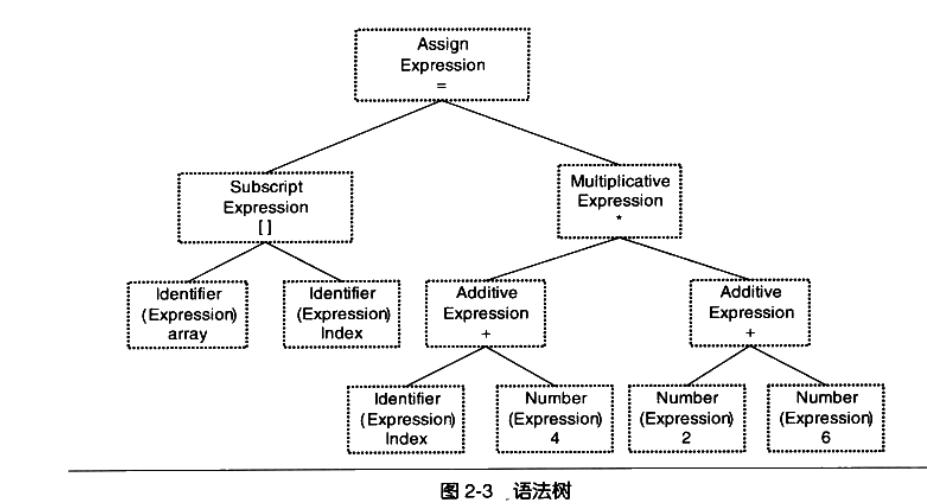 Assign
Expression
=
Subscript
Expression
[ ]
Multiplicative
Expression
*
Identifier
(Expression)
array
Identifier
(Expression)
Index
Additive
Expression
+
Additive
Expression
+
Identifier
(Expression)
Index
Number
(Expression)
4
Number
(Expression)
2
Number
(Expression)
6
图 2-3 语法树